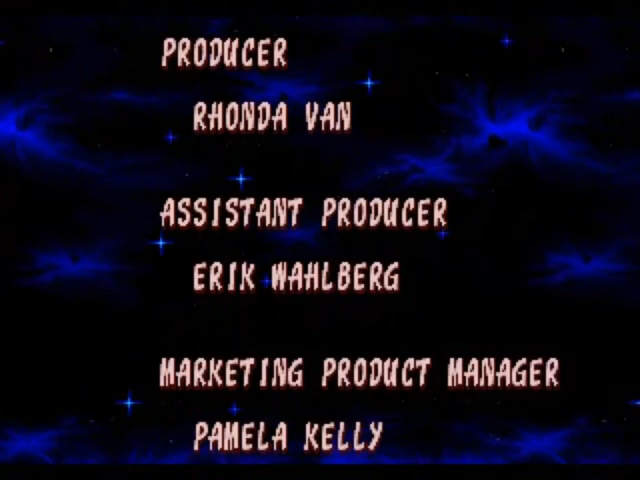 PRODUCER
RHONDA VAN
ASSISTANT PRODUCER
ERIK WAHLBERG
MARKETING PRODUCT MANAGER
PAMELA KELLY